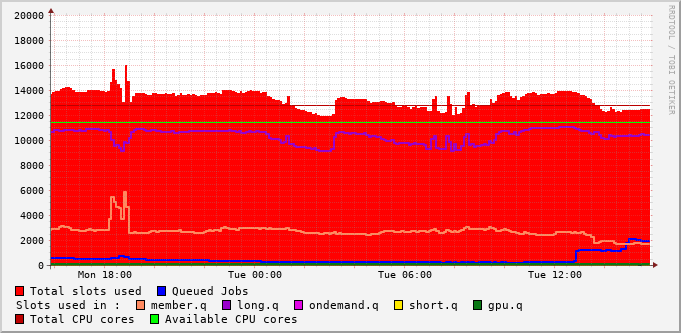 20000
18000
16000
14000
12000
10000
8000
6000
4000
2000
0
Mon 18:00 Tue 00:00 Tue 06:00 Tue 12:00
RRDTOOL / TOBI OETIKER
Total slots used Queued Jobs
Slots used in : member.q long.q ondemand.q short.q gpu.q
Total CPU cores Available CPU cores